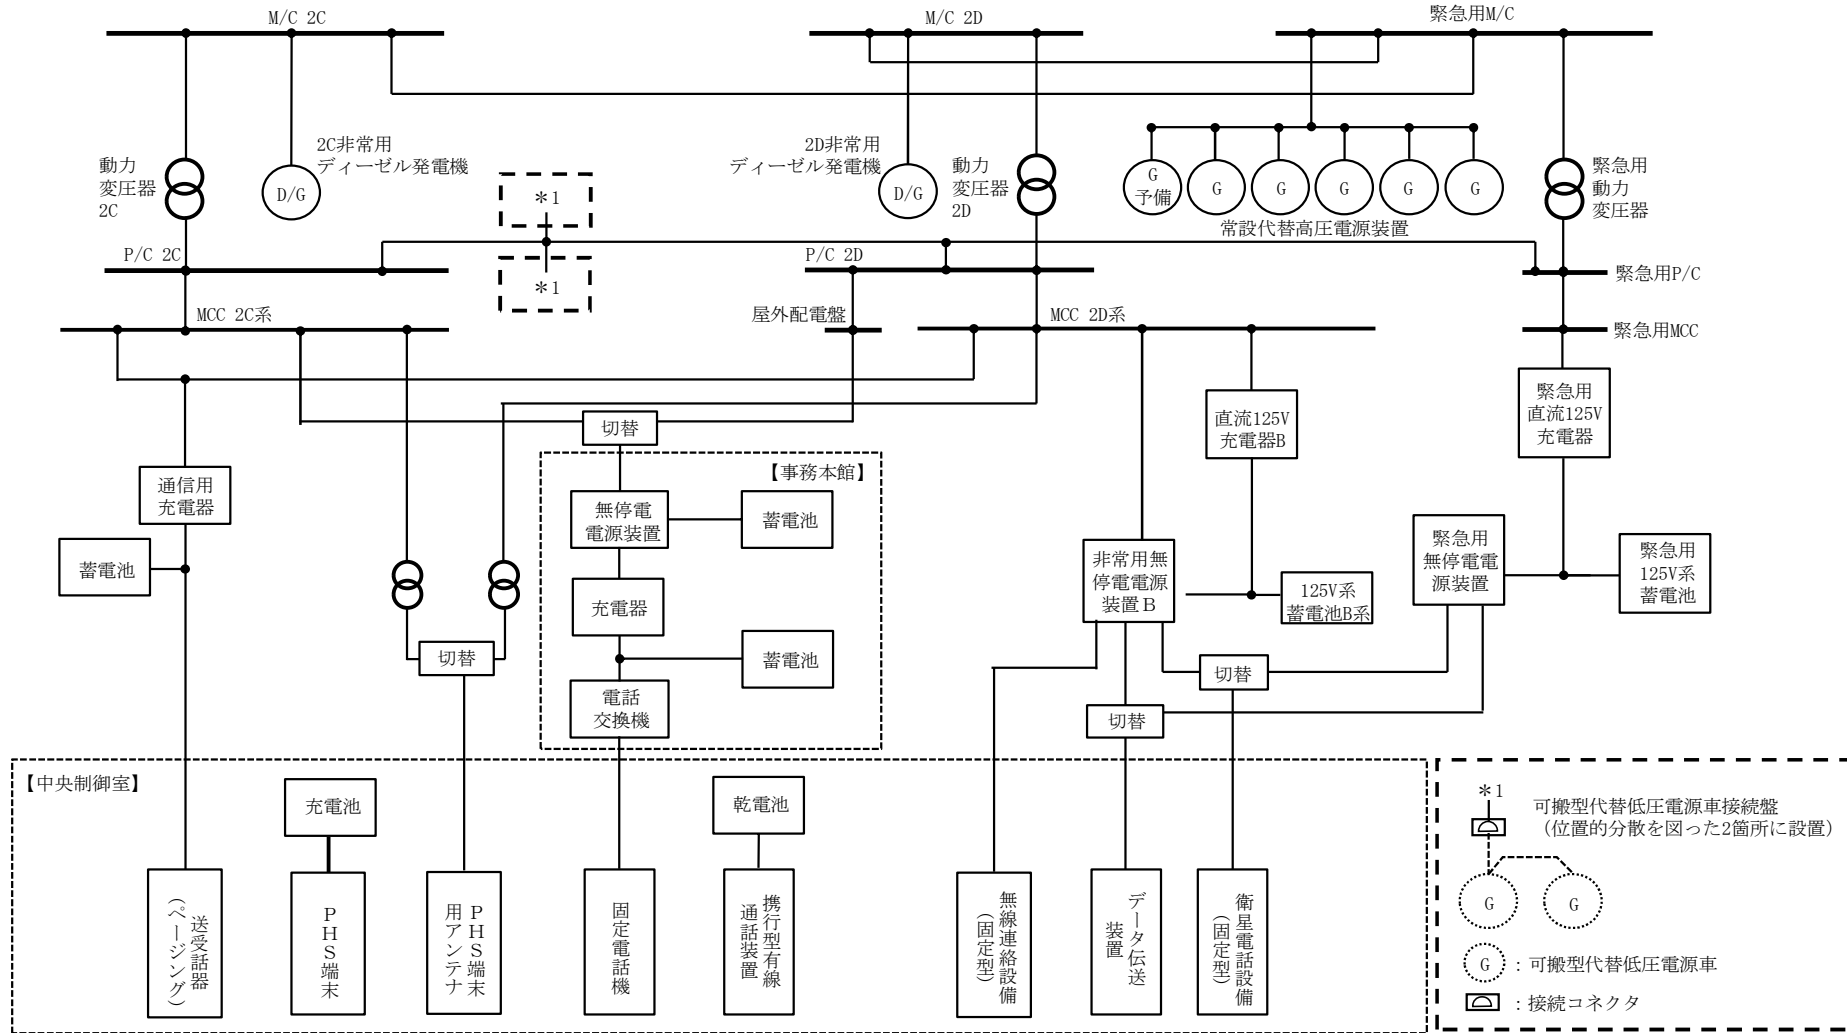 M/C 2C
M/C 2D
緊急用M/C
動力
変圧器
2C
2C非常用
ディーゼル発電機
D/G
2D非常用
ディーゼル発電機
D/G
動力
変圧器
2D
G
予備
G
G
G
G
G
常設代替高圧電源装置
緊急用
動力
変圧器
*1
*1
P/C 2C
P/C 2D
緊急用P/C
MCC 2C系
屋外配電盤
MCC 2D系
緊急用MCC
切替
直流125V
充電器B
緊急用
直流125V
充電器
【事務本館】
通信用
充電器
蓄電池
無停電
電源装置
蓄電池
充電器
蓄電池
電話
交換機
切替
非常用無
停電電源
装置B
125V系
蓄電池B系
緊急用
無停電電
源装置
緊急用
125V系
蓄電池
切替
切替
【中央制御室】
充電池
乾電池
送受話器
(ページング)
PHS端末
PHS端末
用アンテナ
固定電話機
携行型有線
通話装置
無線連絡設備
(固定型)
データ伝送
装置
衛星電話設備
(固定型)
*1
可搬型代替低圧電源車接続盤
(位置的分散を図った2箇所に設置)
G
G
G
:可搬型代替低圧電源車
:接続コネクタ